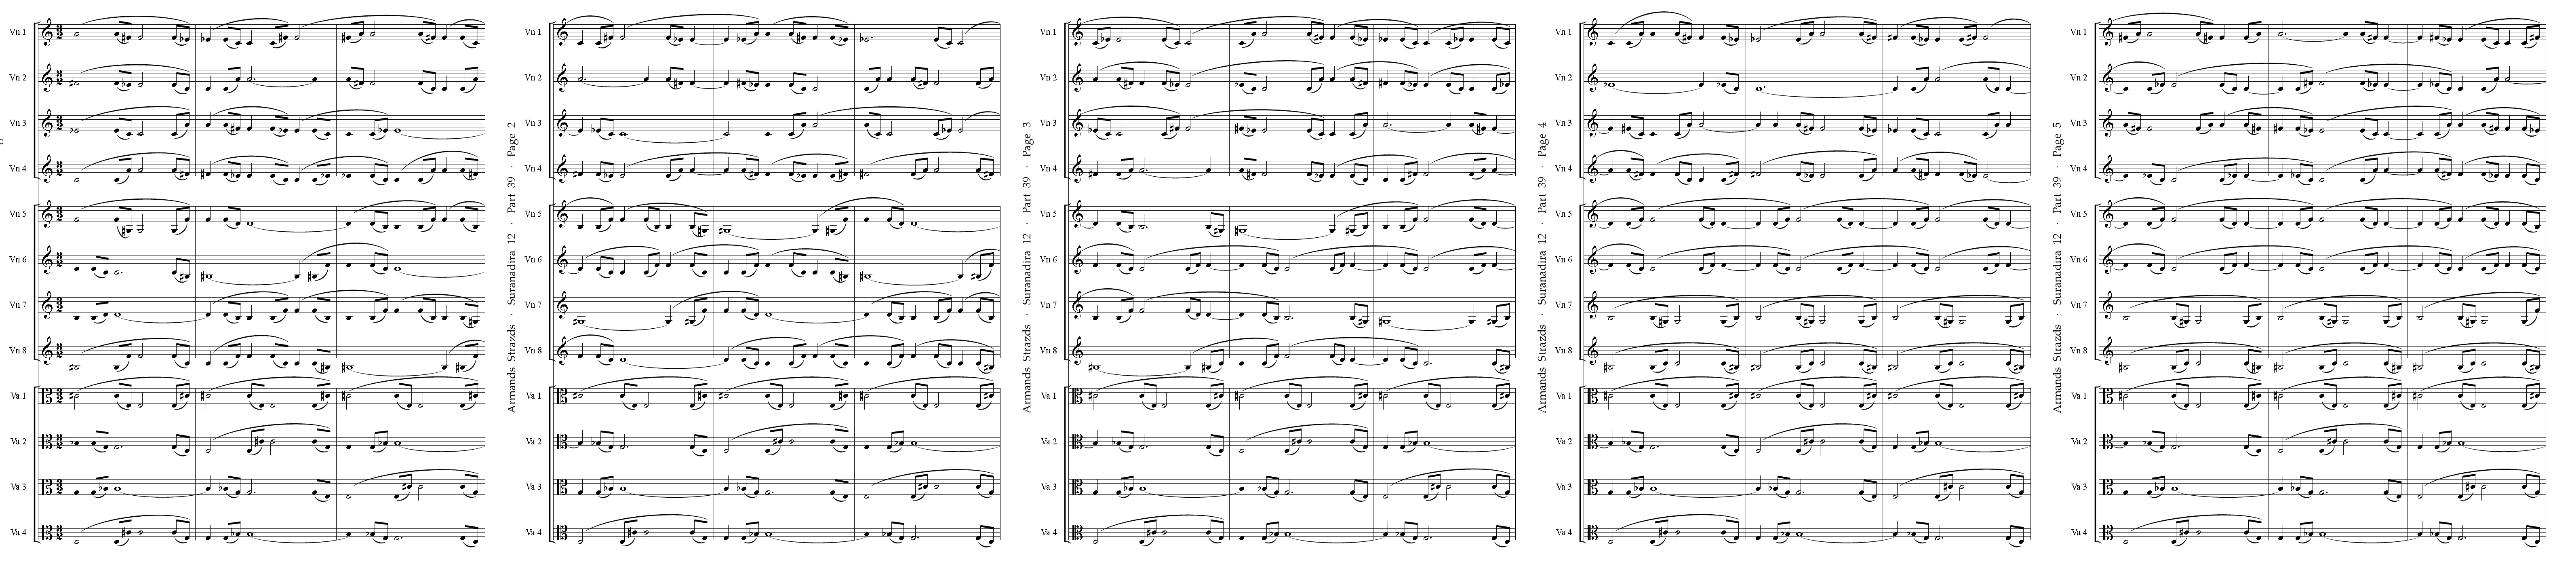 Vn 1
Vn 2
Vn 3
Vn 4
Vn 5
Vn 6
Vn 7
Vn 8
Va 1
Va 2
Va 3
Va 4
Armands Strazds · Suranadira 12 · Part 39 · Page 2
Vn 1
Vn 2
Vn 3
Vn 4
Vn 5
Vn 6
Vn 7
Vn 8
Va 1
Va 2
Va 3
Va 4
Armands Strazds · Suranadira 12 · Part 39 · Page 3
Vn 1
Vn 2
Vn 3
Vn 4
Vn 5
Vn 6
Vn 7
Vn 8
Va 1
Va 2
Va 3
Va 4
Armands Strazds · Suranadira 12 · Part 39 · Page 4
Vn 1
Vn 2
Vn 3
Vn 4
Vn 5
Vn 6
Vn 7
Vn 8
Va 1
Va 2
Va 3
Va 4
Armands Strazds · Suranadira 12 · Part 39 · Page 5
Vn 1
Vn 2
Vn 3
Vn 4
Vn 5
Vn 6
Vn 7
Vn 8
Va 1
Va 2
Va 3
Va 4